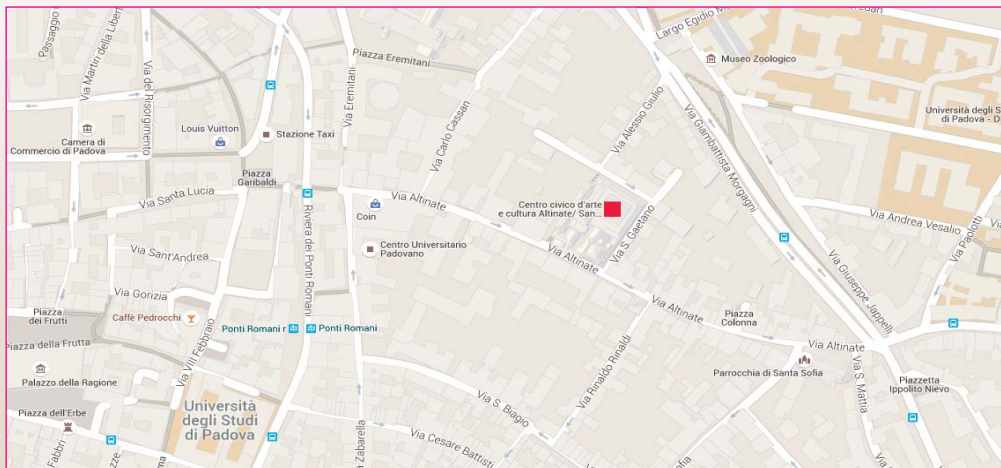 Passaggio
Via Martiri della Libert
Via del Risorgimento
Louis Vuitton
Camera di
Commercio di Padova
Stazione Taxi
Piazza
Garibaldi
Via Santa Lucia
Via Sant'Andrea
Via Gorizia
Piazza
dei Frutti
Caffè Pedrocchi
Piazza della Frutta
Palazzo della Ragione
Via VIII Febbraio
Piazza dell'Erbe
Fabbri
Università
degli Studi
di Padova
Ponti Romani r
Ponti Romani
Riviera dei Ponti Romani
Via Eremitani
Piazza Eremitani
Via Carlo Cassan
Coin
Centro Universitario
Padovano
Via Altinate
Centro civico d'arte
e cultura Altinate/ San...
Via Altinate
Via S. Gaetano
Via Alessio Giulio
Largo Egidio
Museo Zoologico
Università degli S
di Padova - D
Via Giambattista Morgagni
Via Andrea Vesalio
Via Paolotti
Via Giuseppe Jappelli
Via Altinate
Piazza
Colonna
Via Altinate
Parrocchia di Santa Sofia
Via S. Mattia
Piazzetta
Ippolito Nievo
Via Rinaldo Rinaldi
Via S. Biagio
Via Cesare Battisti
Zabarella